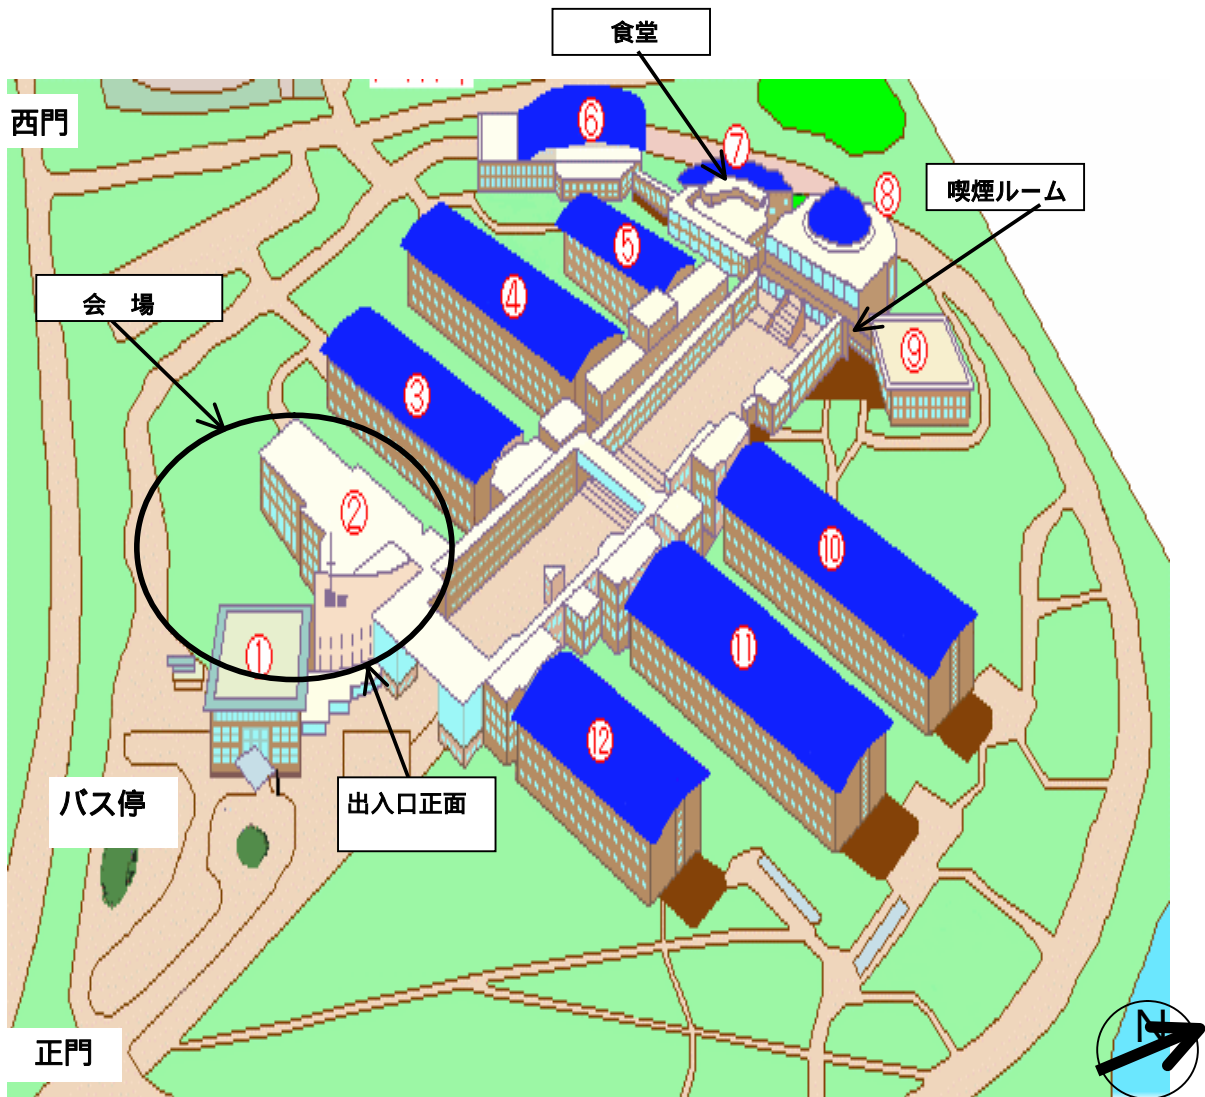 食堂
西門
⑥
⑦
喫煙ルーム
⑧
⑤
会　場
④
⑨
③
②
⑩
①
⑪
⑫
バス停
出入口正面
N
正門